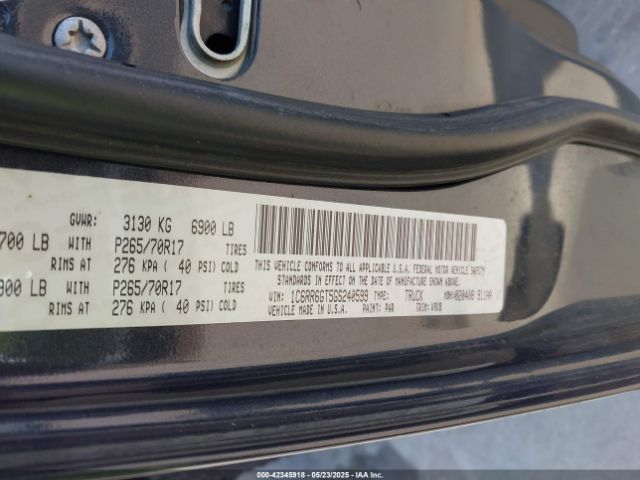 GVWR: 3130 KG 6900 LB
700 LB WITH P265/70R17 TIRES
RIMS AT 276 KPA ( 40 PSI) COLD
900 LB WITH P265/70R17 TIRES
RIMS AT 276 KPA ( 40 PSI) COLD
THIS VEHICLE CONFORMS TO ALL APPLICABLE U.S.A. FEDERAL MOTOR VEHICLE SAFETY
STANDARDS IN EFFECT ON THE DATE OF MANUFACTURE SHOWN ABOVE.
VIN: 1C6RR6GT5GS240599 TYPE: TRUCK
VEHICLE MADE IN U.S.A. PAINT: PAR TRIM:
000-42345918 | 05/23/2025 | IAA Inc.